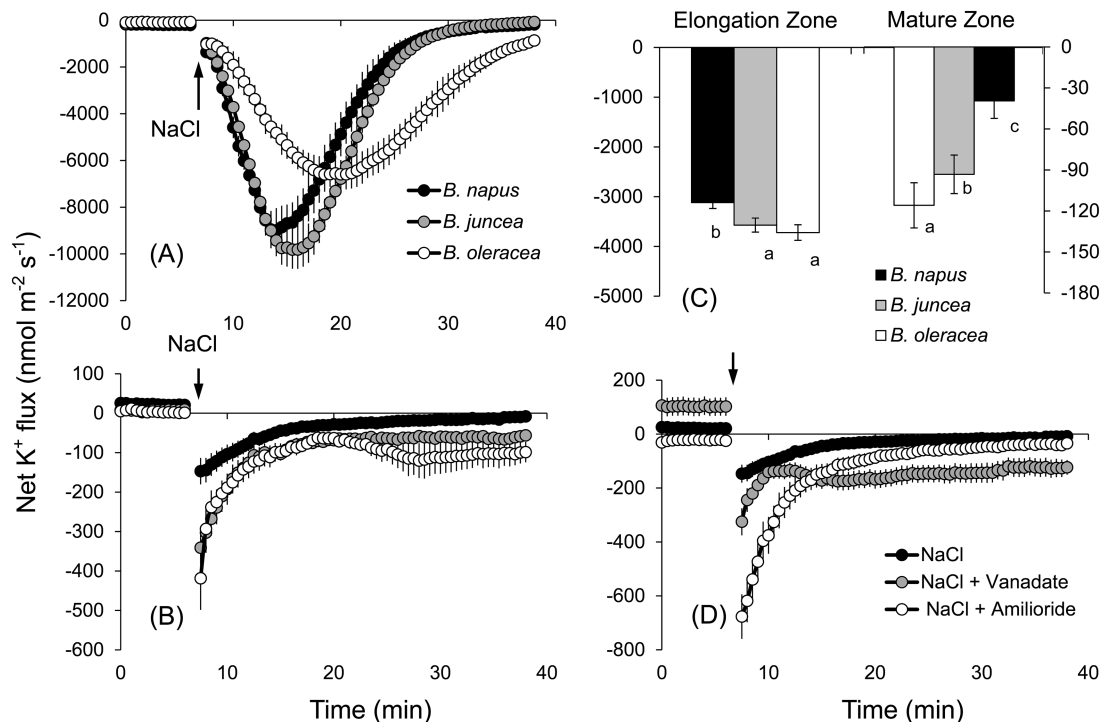 Net K+ flux (nmol m-2 s-1)
0
-2000
-4000
-6000
-8000
-10000
-12000
NaCl
B. napus
B. juncea
B. oleracea
(A)
0 10 20 30 40
NaCl
100
0
-100
-200
-300
-400
-500
-600
(B)
0 10 20 30 40
Time (min)
Elongation Zone Mature Zone
0
-1000
-2000
-3000
-4000
-5000
b a a
a b c
0
-30
-60
-90
-120
-150
-180
(C)
B. napus
B. juncea
B. oleracea
200
0
-200
-400
-600
-800
NaCl
NaCl + Vanadate
NaCl + Amilioride
(D)
0 10 20 30 40
Time (min)